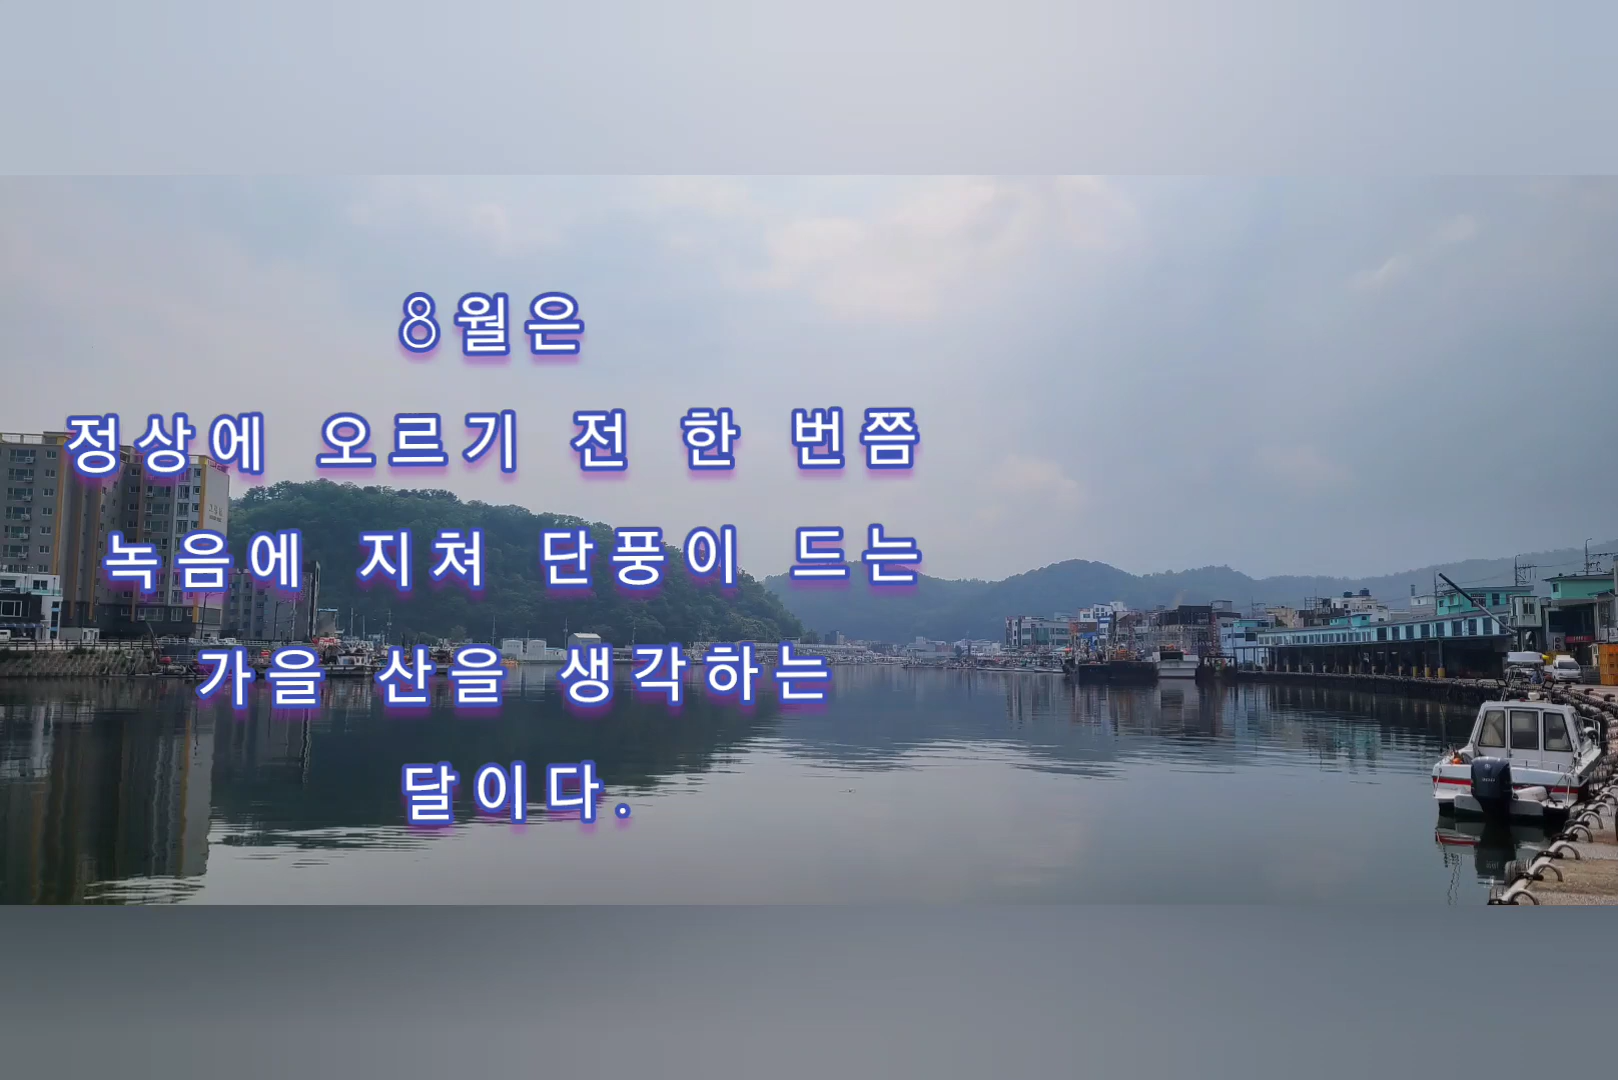 8월은
정상에 오르기 전 한 번쯤
녹음에 지쳐 단풍이 드는
가을 산을 생각하는
달이다.